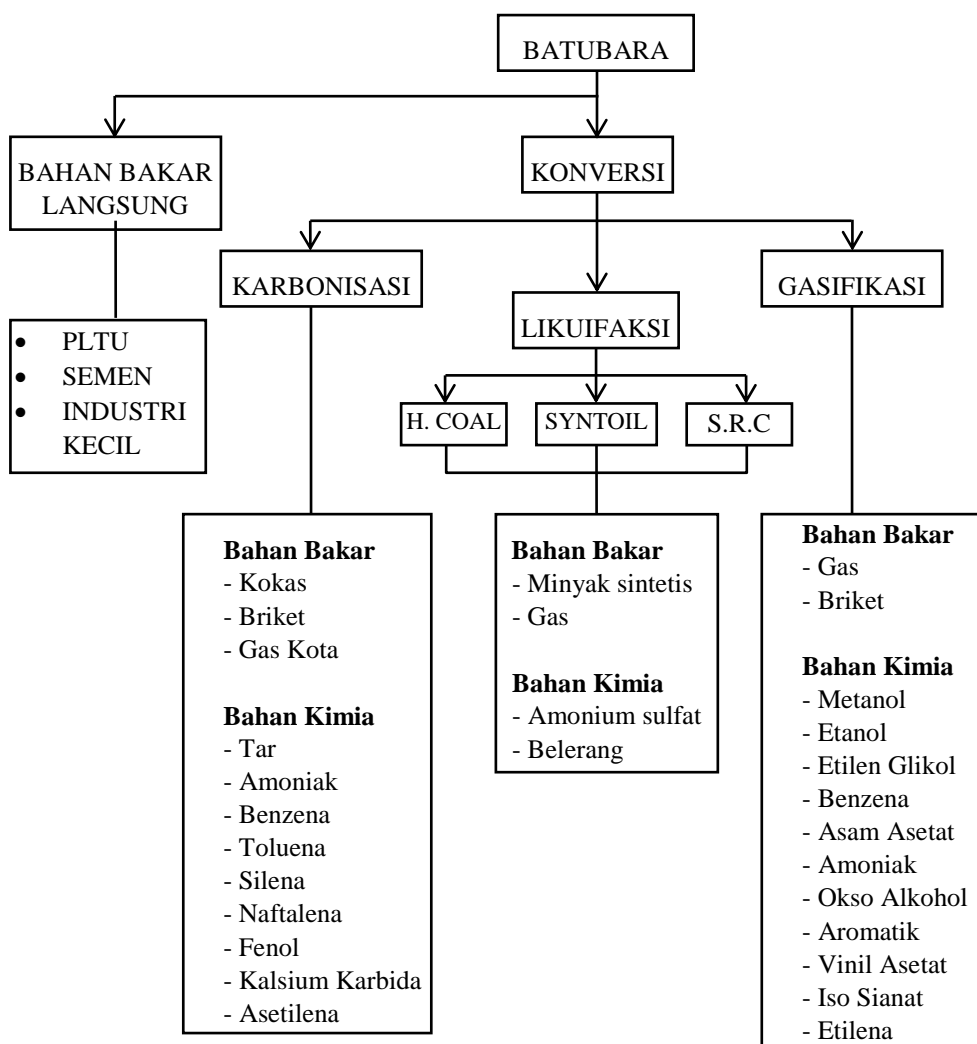 BATUBARA
BAHAN BAKAR
LANGSUNG
KONVERSI
KARBONISASI
LIKUIFAKSI
GASIFIKASI
• PLTU
• SEMEN
• INDUSTRI
KECIL
H. COAL
SYNTOIL
S.R.C
Bahan Bakar
- Kokas
- Briket
- Gas Kota
Bahan Kimia
- Tar
- Amoniak
- Benzena
- Toluena
- Silena
- Naftalena
- Fenol
- Kalsium Karbida
- Asetilena
Bahan Bakar
- Minyak sintetis
- Gas
Bahan Kimia
- Amonium sulfat
- Belerang
Bahan Bakar
- Gas
- Briket
Bahan Kimia
- Metanol
- Etanol
- Etilen Glikol
- Benzena
- Asam Asetat
- Amoniak
- Okso Alkohol
- Aromatik
- Vinil Asetat
- Iso Sianat
- Etilena